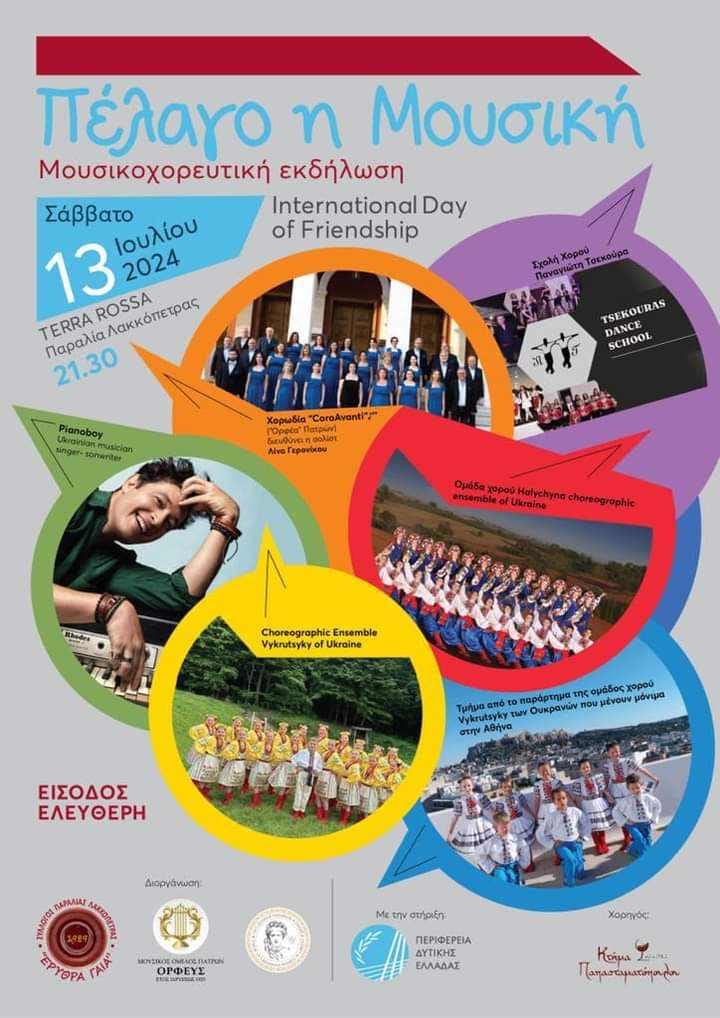 Πέλαγο η Μουσική
Μουσικοχορευτική εκδήλωση
Σάββατο
13 Ιουλίου
2024
International Day
of Friendship
TERRA ROSSA
Παραλία Λακκόπετρας
21.30
Σχολή Χορού
Παναγιώτη Τσεκούρα
TSEKOURAS
DANCE
SCHOOL
Χορωδία "CoroAvanti"
("Ορφέα" Πατρών)
διευθύνει η σολίστ
Λίνα Γερονίκου
Pianoboy
Ukrainian musician
singer- sonwriter
Rhodes
Ομάδα χορού Halychyna choreographic
ensemble of Ukraine
Choreographic Ensemble
Vykrutsyky of Ukraine
Τμήμα από το παράρτημα της ομάδος χορού
Vykrutsyky των Ουκρανών που μένουν μόνιμα
στην Αθήνα
ΕΙΣΟΔΟΣ
ΕΛΕΥΘΕΡΗ
Διοργάνωση:
ΣΥΛΛΟΓΟΣ ΠΑΡΑΛΙΑΣ ΛΑΚΚΟΠΕΤΡΑΣ
1989
"ΕΡΥΘΡΑ ΓΑΙΑ"
ΜΟΥΣΙΚΟΣ ΟΜΙΛΟΣ ΠΑΤΡΩΝ
ΟΡΦΕΥΣ
Με την στήριξη:
ΠΕΡΙΦΕΡΕΙΑ
ΔΥΤΙΚΗΣ
ΕΛΛΑΔΑΣ
Χορηγός:
Κτήμα
Παπασταματόπουλου